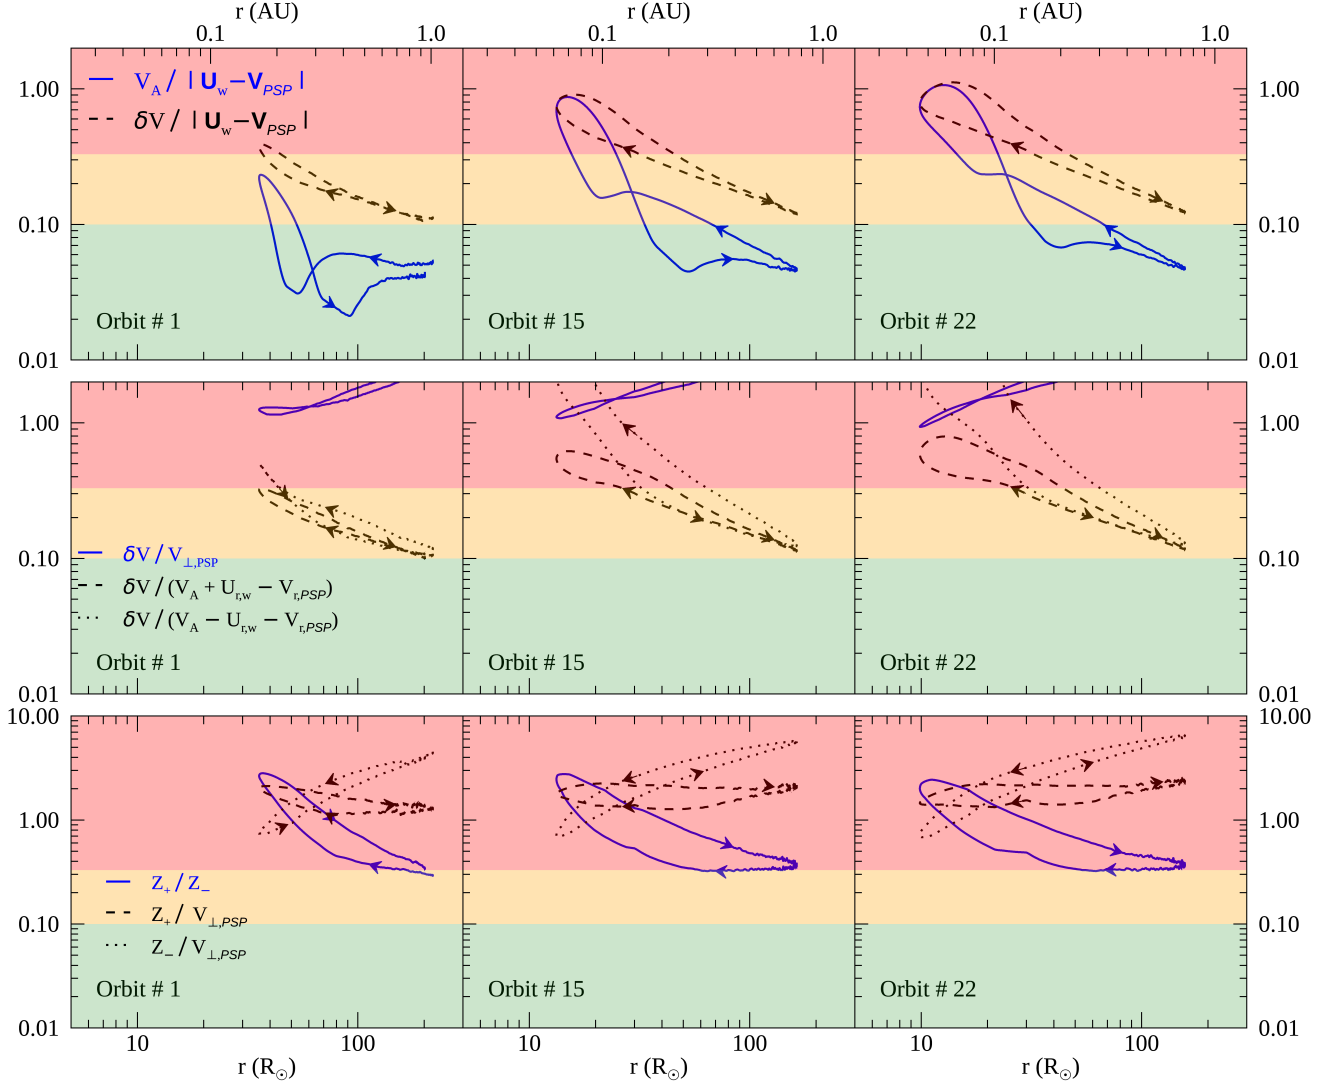 r (AU) r (AU) r (AU)
0.1 1.0 0.1 1.0 0.1 1.0
V_A / | U_w − V_PSP |
δV / | U_w − V_PSP |
1.00 1.00
0.10 0.10
Orbit # 1 Orbit # 15 Orbit # 22
0.01 0.01
1.00 1.00
0.10 0.10
δV / V_⊥,PSP
δV / (V_A + U_r,w − V_r,PSP)
δV / (V_A − U_r,w − V_r,PSP)
Orbit # 1 Orbit # 15 Orbit # 22
0.01 0.01
10.00 10.00
1.00 1.00
Z_+ / Z_−
Z_+ / V_⊥,PSP
0.10 0.10
Z_− / V_⊥,PSP
Orbit # 1 Orbit # 15 Orbit # 22
0.01 0.01
10 100 10 100 10 100
r (R_⊙) r (R_⊙) r (R_⊙)